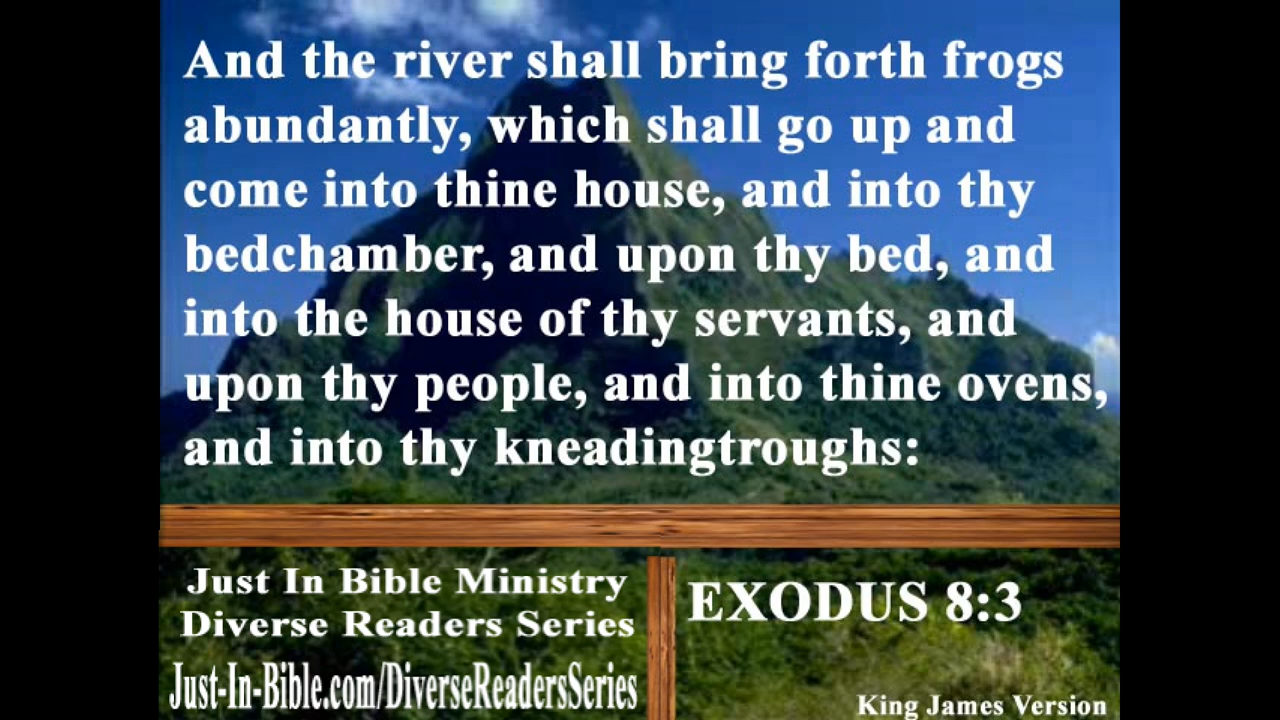 And the river shall bring forth frogs
abundantly, which shall go up and
come into thine house, and into thy
bedchamber, and upon thy bed, and
into the house of thy servants, and
upon thy people, and into thine ovens,
and into thy kneadingtroughs:
Just In Bible Ministry
Diverse Readers Series
Just-In-Bible.com/DiverseReadersSeries
EXODUS 8:3
King James Version